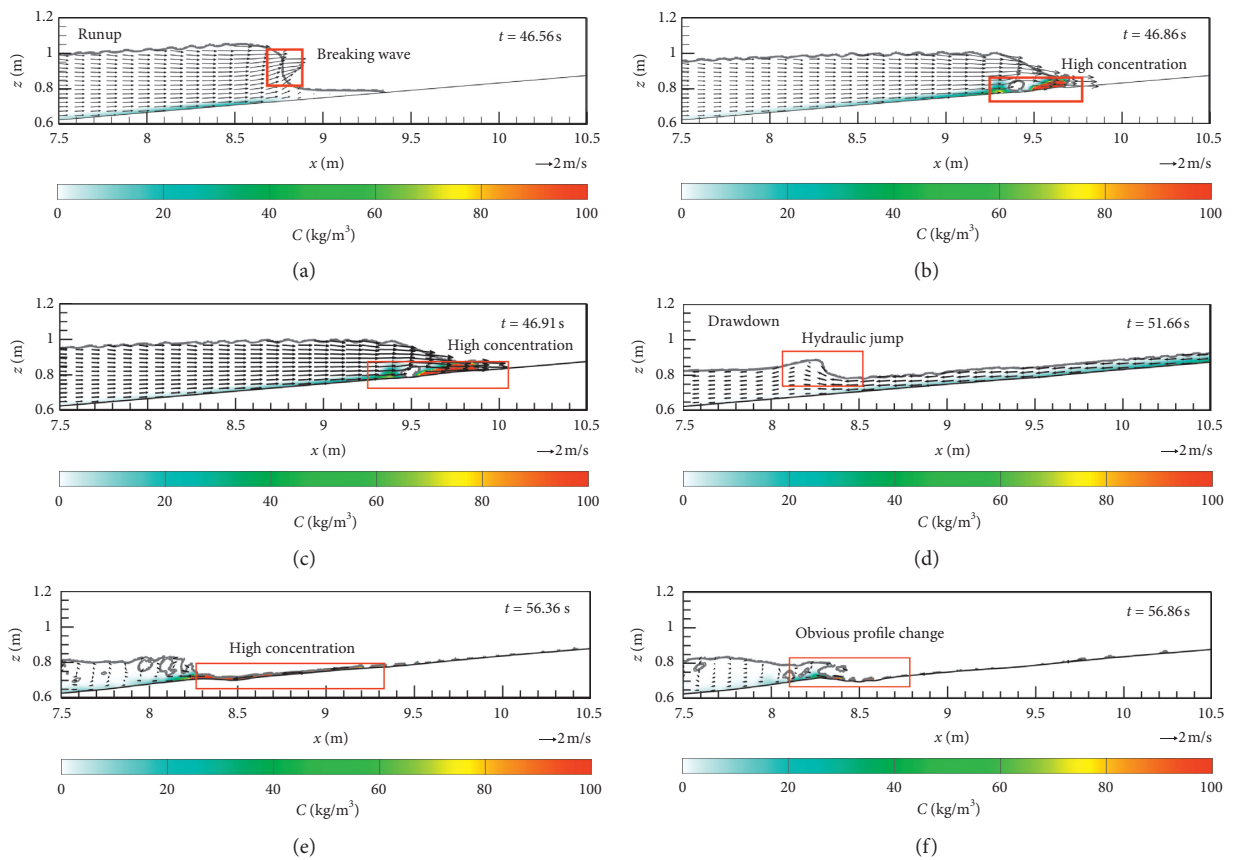 1.2
Runup
t = 46.56 s
1
Breaking wave
z (m)
0.8
0.6
7.5 8 8.5 9 9.5 10 10.5
x (m)
2 m/s
0 20 40 60 80 100
C (kg/m³)
(a)
1.2
t = 46.86 s
1
High concentration
z (m)
0.8
0.6
7.5 8 8.5 9 9.5 10 10.5
x (m)
2 m/s
0 20 40 60 80 100
C (kg/m³)
(b)
1.2
t = 46.91 s
1
High concentration
z (m)
0.8
0.6
7.5 8 8.5 9 9.5 10 10.5
x (m)
2 m/s
0 20 40 60 80 100
C (kg/m³)
(c)
1.2
Drawdown
t = 51.66 s
Hydraulic jump
1
z (m)
0.8
0.6
7.5 8 8.5 9 9.5 10 10.5
x (m)
2 m/s
0 20 40 60 80 100
C (kg/m³)
(d)
1.2
t = 56.36 s
1
High concentration
z (m)
0.8
0.6
7.5 8 8.5 9 9.5 10 10.5
x (m)
2 m/s
0 20 40 60 80 100
C (kg/m³)
(e)
1.2
t = 56.86 s
1
Obvious profile change
z (m)
0.8
0.6
7.5 8 8.5 9 9.5 10 10.5
x (m)
2 m/s
0 20 40 60 80 100
C (kg/m³)
(f)